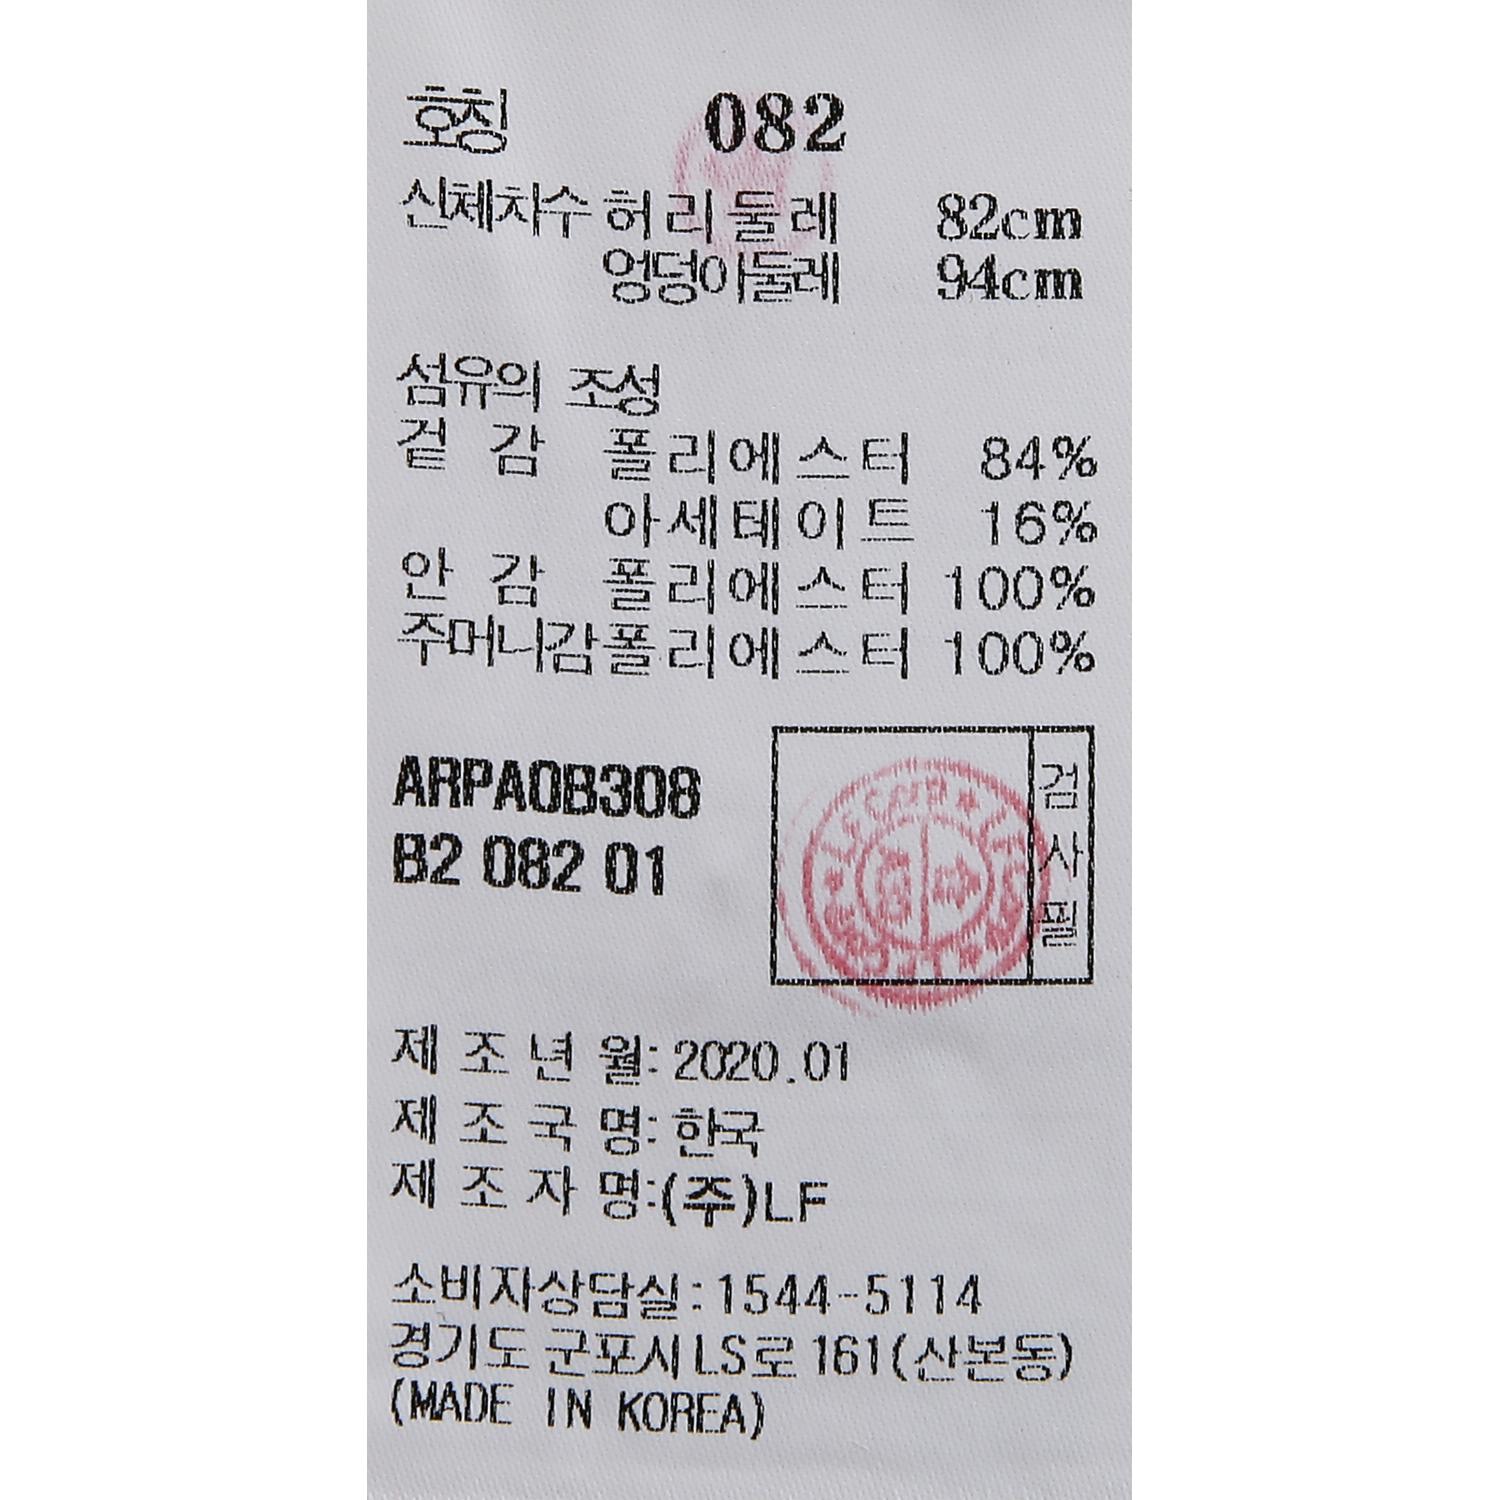 호칭 082
신체치수 허리둘레 82cm
엉덩이둘레 94cm
섬유의 조성
겉 감 폴리에스터 84%
아세테이트 16%
안 감 폴리에스터 100%
주머니감 폴리에스터 100%
ARPA0B308
B2 082 01
검사필
제조년월: 2020.01
제조국명: 한국
제조자명: (주)LF
소비자상담실: 1544-5114
경기도 군포시 LS로 161(산본동)
(MADE IN KOREA)